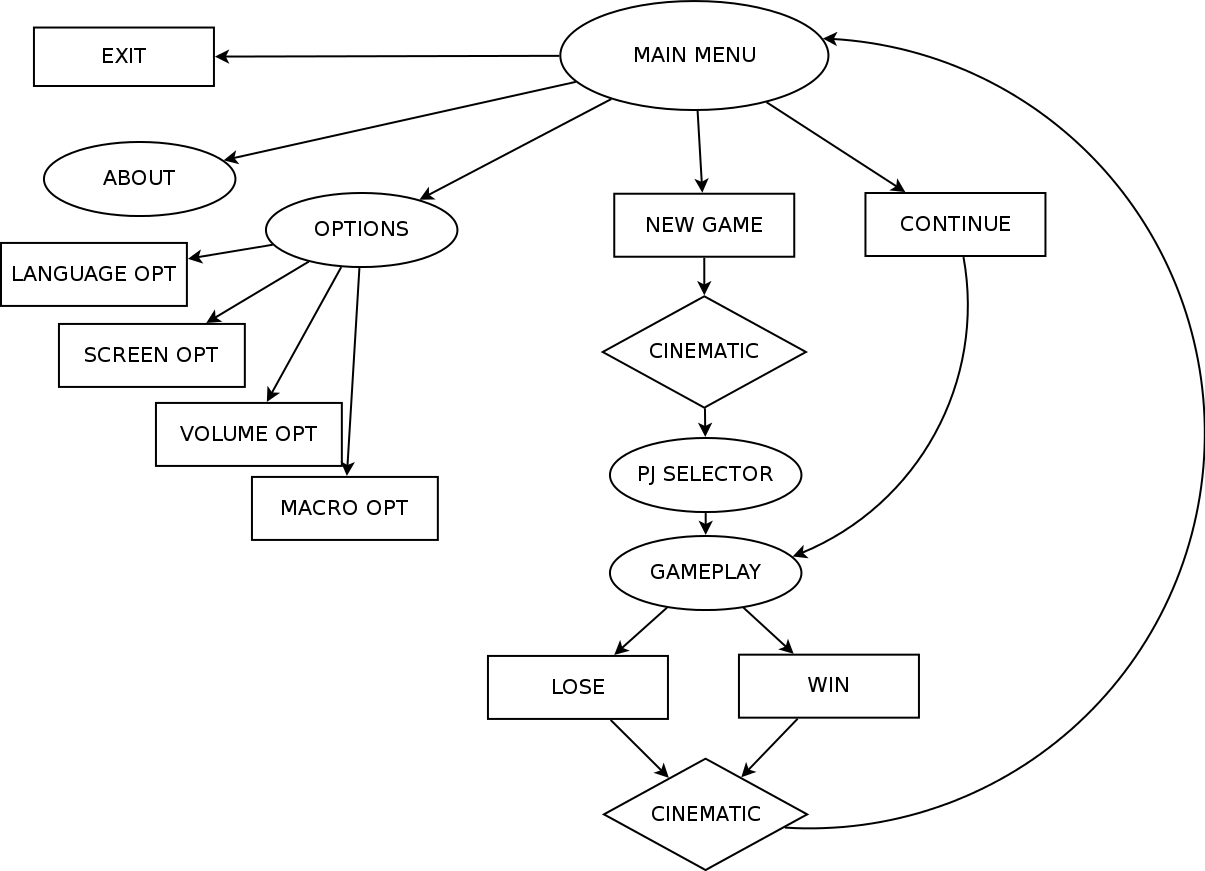 MAIN MENU
EXIT
ABOUT
OPTIONS
NEW GAME
CONTINUE
LANGUAGE OPT
SCREEN OPT
CINEMATIC
VOLUME OPT
PJ SELECTOR
MACRO OPT
GAMEPLAY
LOSE
WIN
CINEMATIC